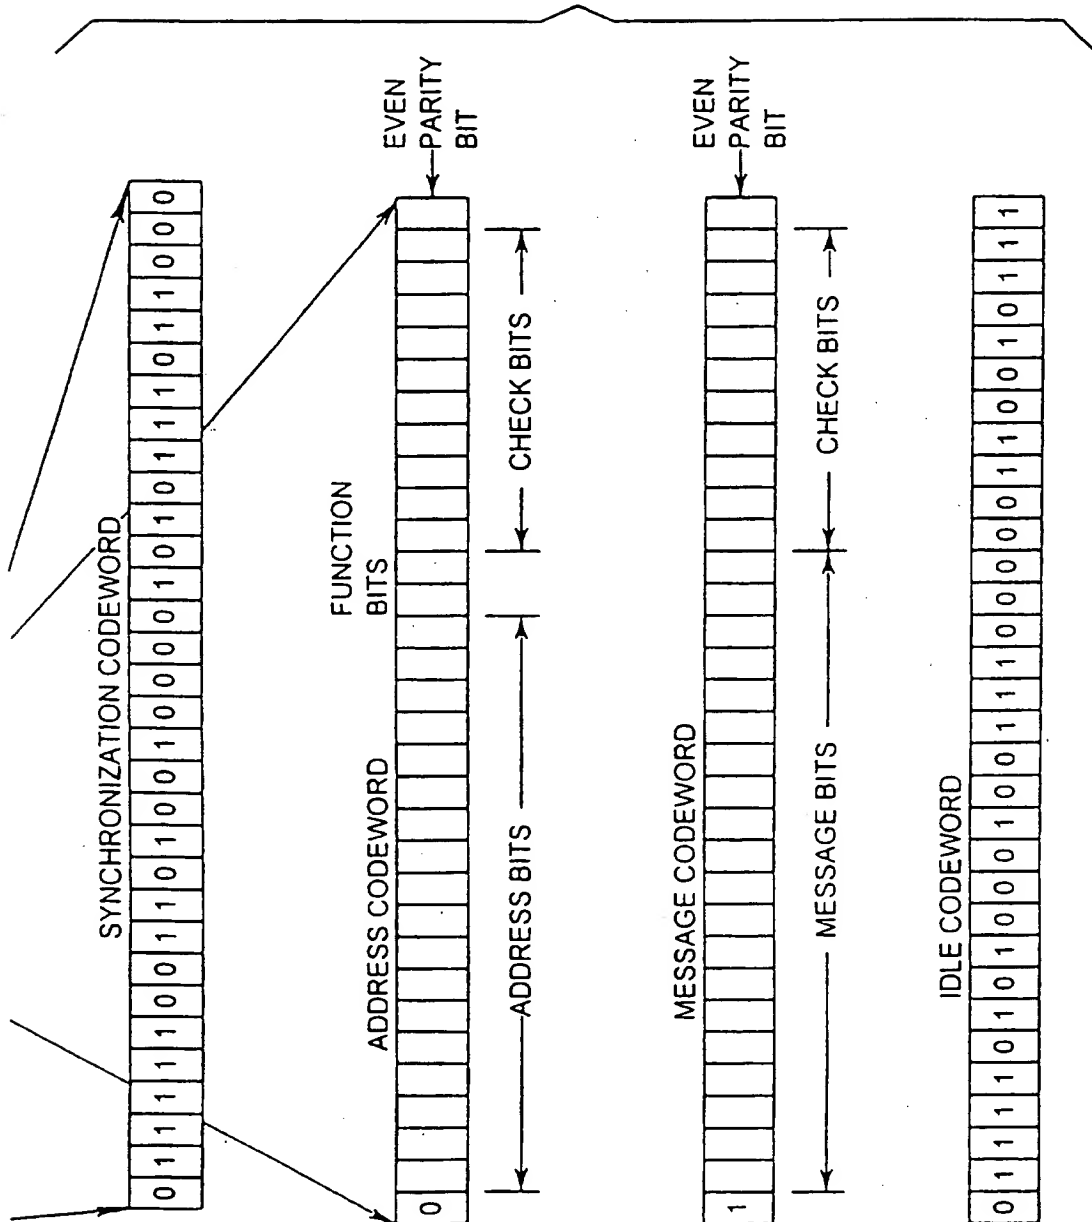 SYNCHRONIZATION CODEWORD
0 1 1 1 1 1 0 0 1 1 0 1 0 0 1 0 0 0 0 1 0 1 0 1 1 1 0 1 1 0 0 0
FUNCTION
BITS
ADDRESS CODEWORD
0
EVEN
PARITY
BIT
ADDRESS BITS
CHECK BITS
MESSAGE CODEWORD
1
EVEN
PARITY
BIT
MESSAGE BITS
CHECK BITS
IDLE CODEWORD
0 1 1 1 1 0 1 0 1 0 0 0 1 0 0 1 1 1 0 0 0 0 0 1 1 0 0 1 0 1 1 1